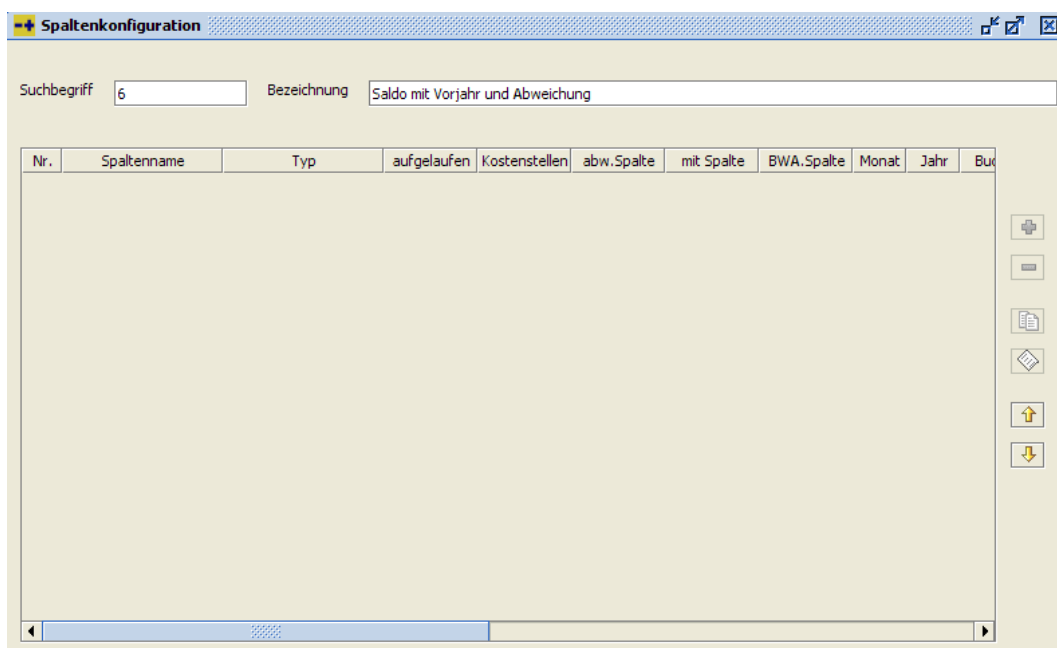 Spaltenkonfiguration
Suchbegriff 6 Bezeichnung Saldo mit Vorjahr und Abweichung
Nr. Spaltenname Typ aufgelaufen Kostenstellen abw.Spalte mit Spalte BWA.Spalte Monat Jahr